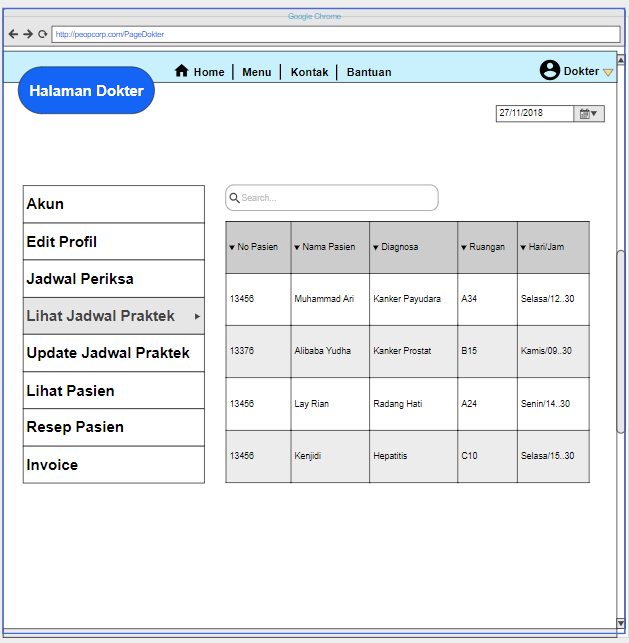 Google Chrome
http://peopcorp.com/PageDokter
Home | Menu | Kontak | Bantuan
Dokter
Halaman Dokter
27/11/2018
Akun
Edit Profil
Jadwal Periksa
Lihat Jadwal Praktek
Update Jadwal Praktek
Lihat Pasien
Resep Pasien
Invoice
Search...
No Pasien Nama Pasien Diagnosa Ruangan Hari/Jam
13456 Muhammad Ari Kanker Payudara A34 Selasa/12..30
13376 Alibaba Yudha Kanker Prostat B15 Kamis/09..30
13456 Lay Rian Radang Hati A24 Senin/14..30
13456 Kenjidi Hepatitis C10 Selasa/15..30